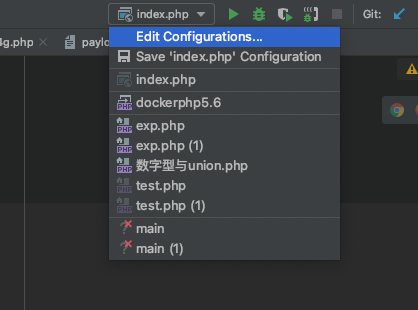 index.php
Git:
4g.php
paylo
Edit Configurations...
Save 'index.php' Configuration
index.php
dockerphp5.6
exp.php
exp.php (1)
数字型与union.php
test.php
test.php (1)
main
main (1)